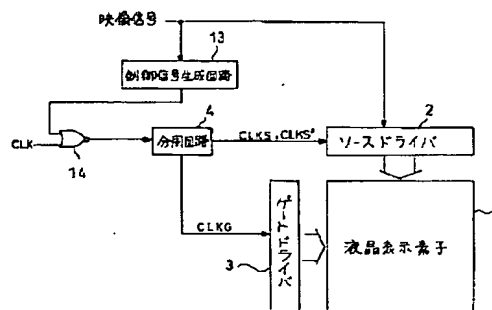 映像信号
13
制御信号生成回路
4
CLKS,CLKS'
2
CLK
14
分周回路
ソースドライバ
CLKG
3
ゲートドライバ
液晶表示素子